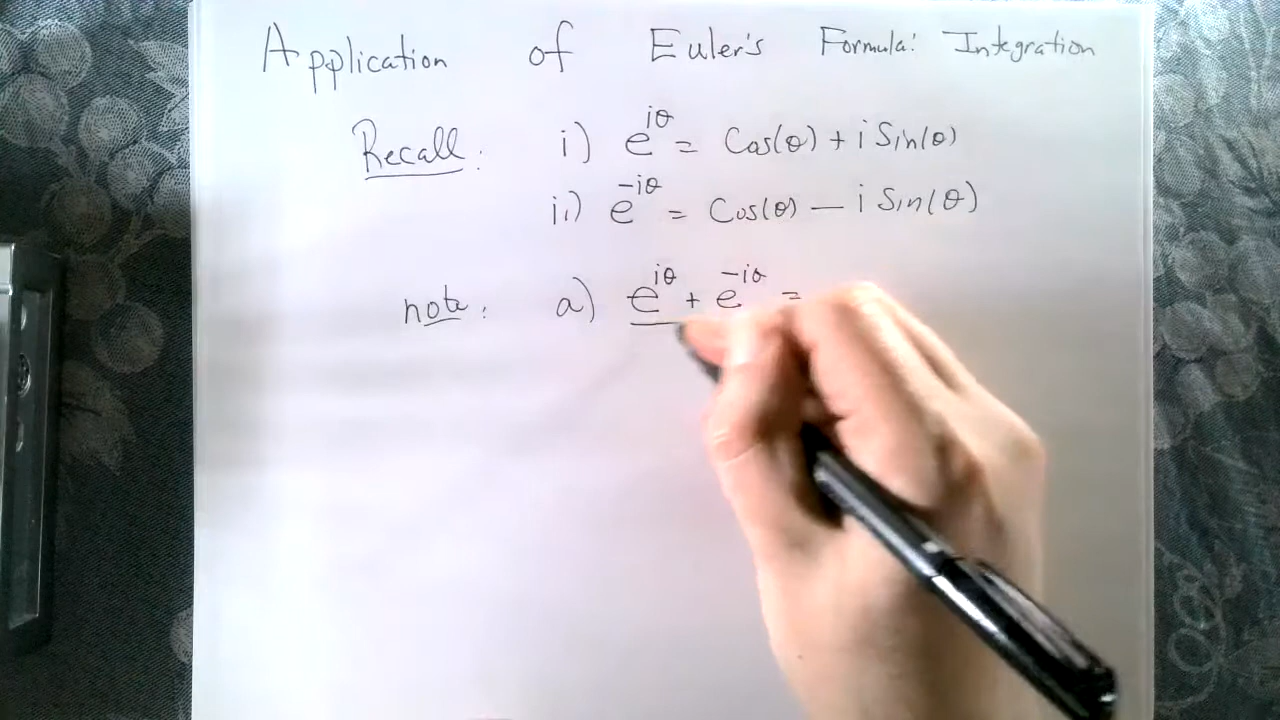 Application of Euler's Formula: Integration
Recall: i) e^{iθ} = Cos(θ) + i Sin(θ)
ii) e^{-iθ} = Cos(θ) — i Sin(θ)
note: a) e^{iθ} + e^{-iθ} =